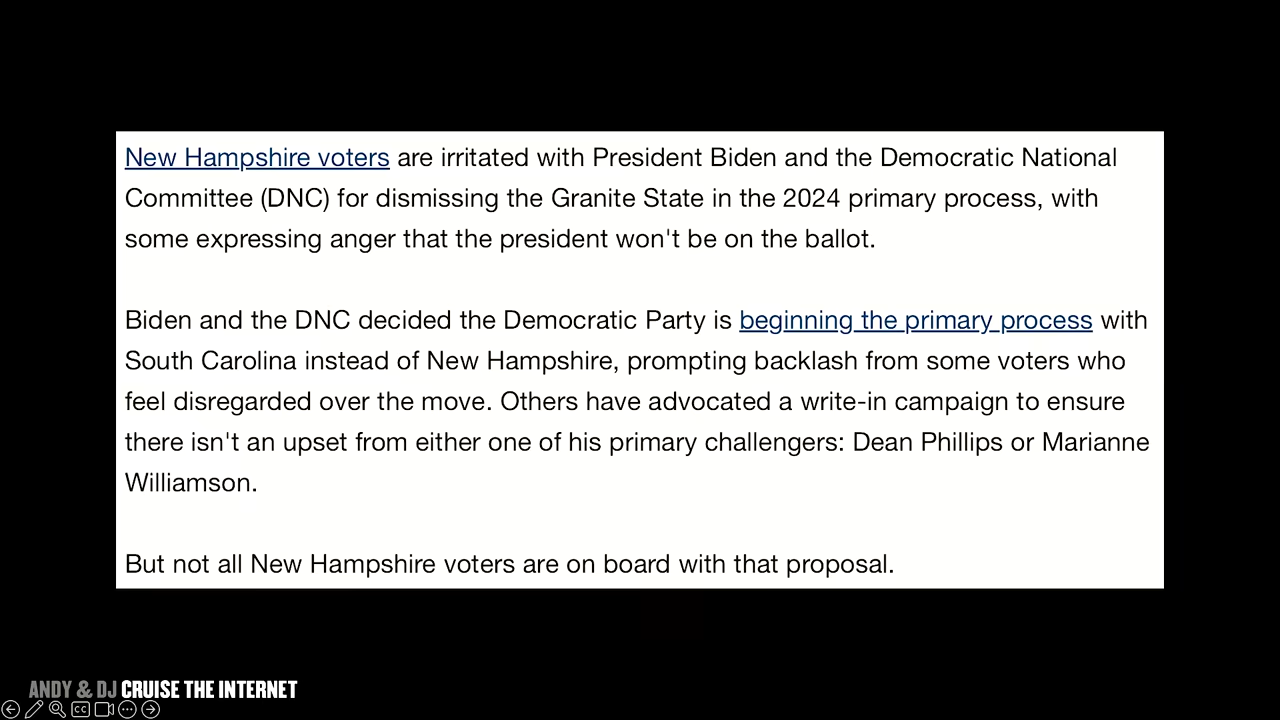 New Hampshire voters are irritated with President Biden and the Democratic National
Committee (DNC) for dismissing the Granite State in the 2024 primary process, with
some expressing anger that the president won't be on the ballot.
Biden and the DNC decided the Democratic Party is beginning the primary process with
South Carolina instead of New Hampshire, prompting backlash from some voters who
feel disregarded over the move. Others have advocated a write-in campaign to ensure
there isn't an upset from either one of his primary challengers: Dean Phillips or Marianne
Williamson.
But not all New Hampshire voters are on board with that proposal.
ANDY & DJ CRUISE THE INTERNET
CC